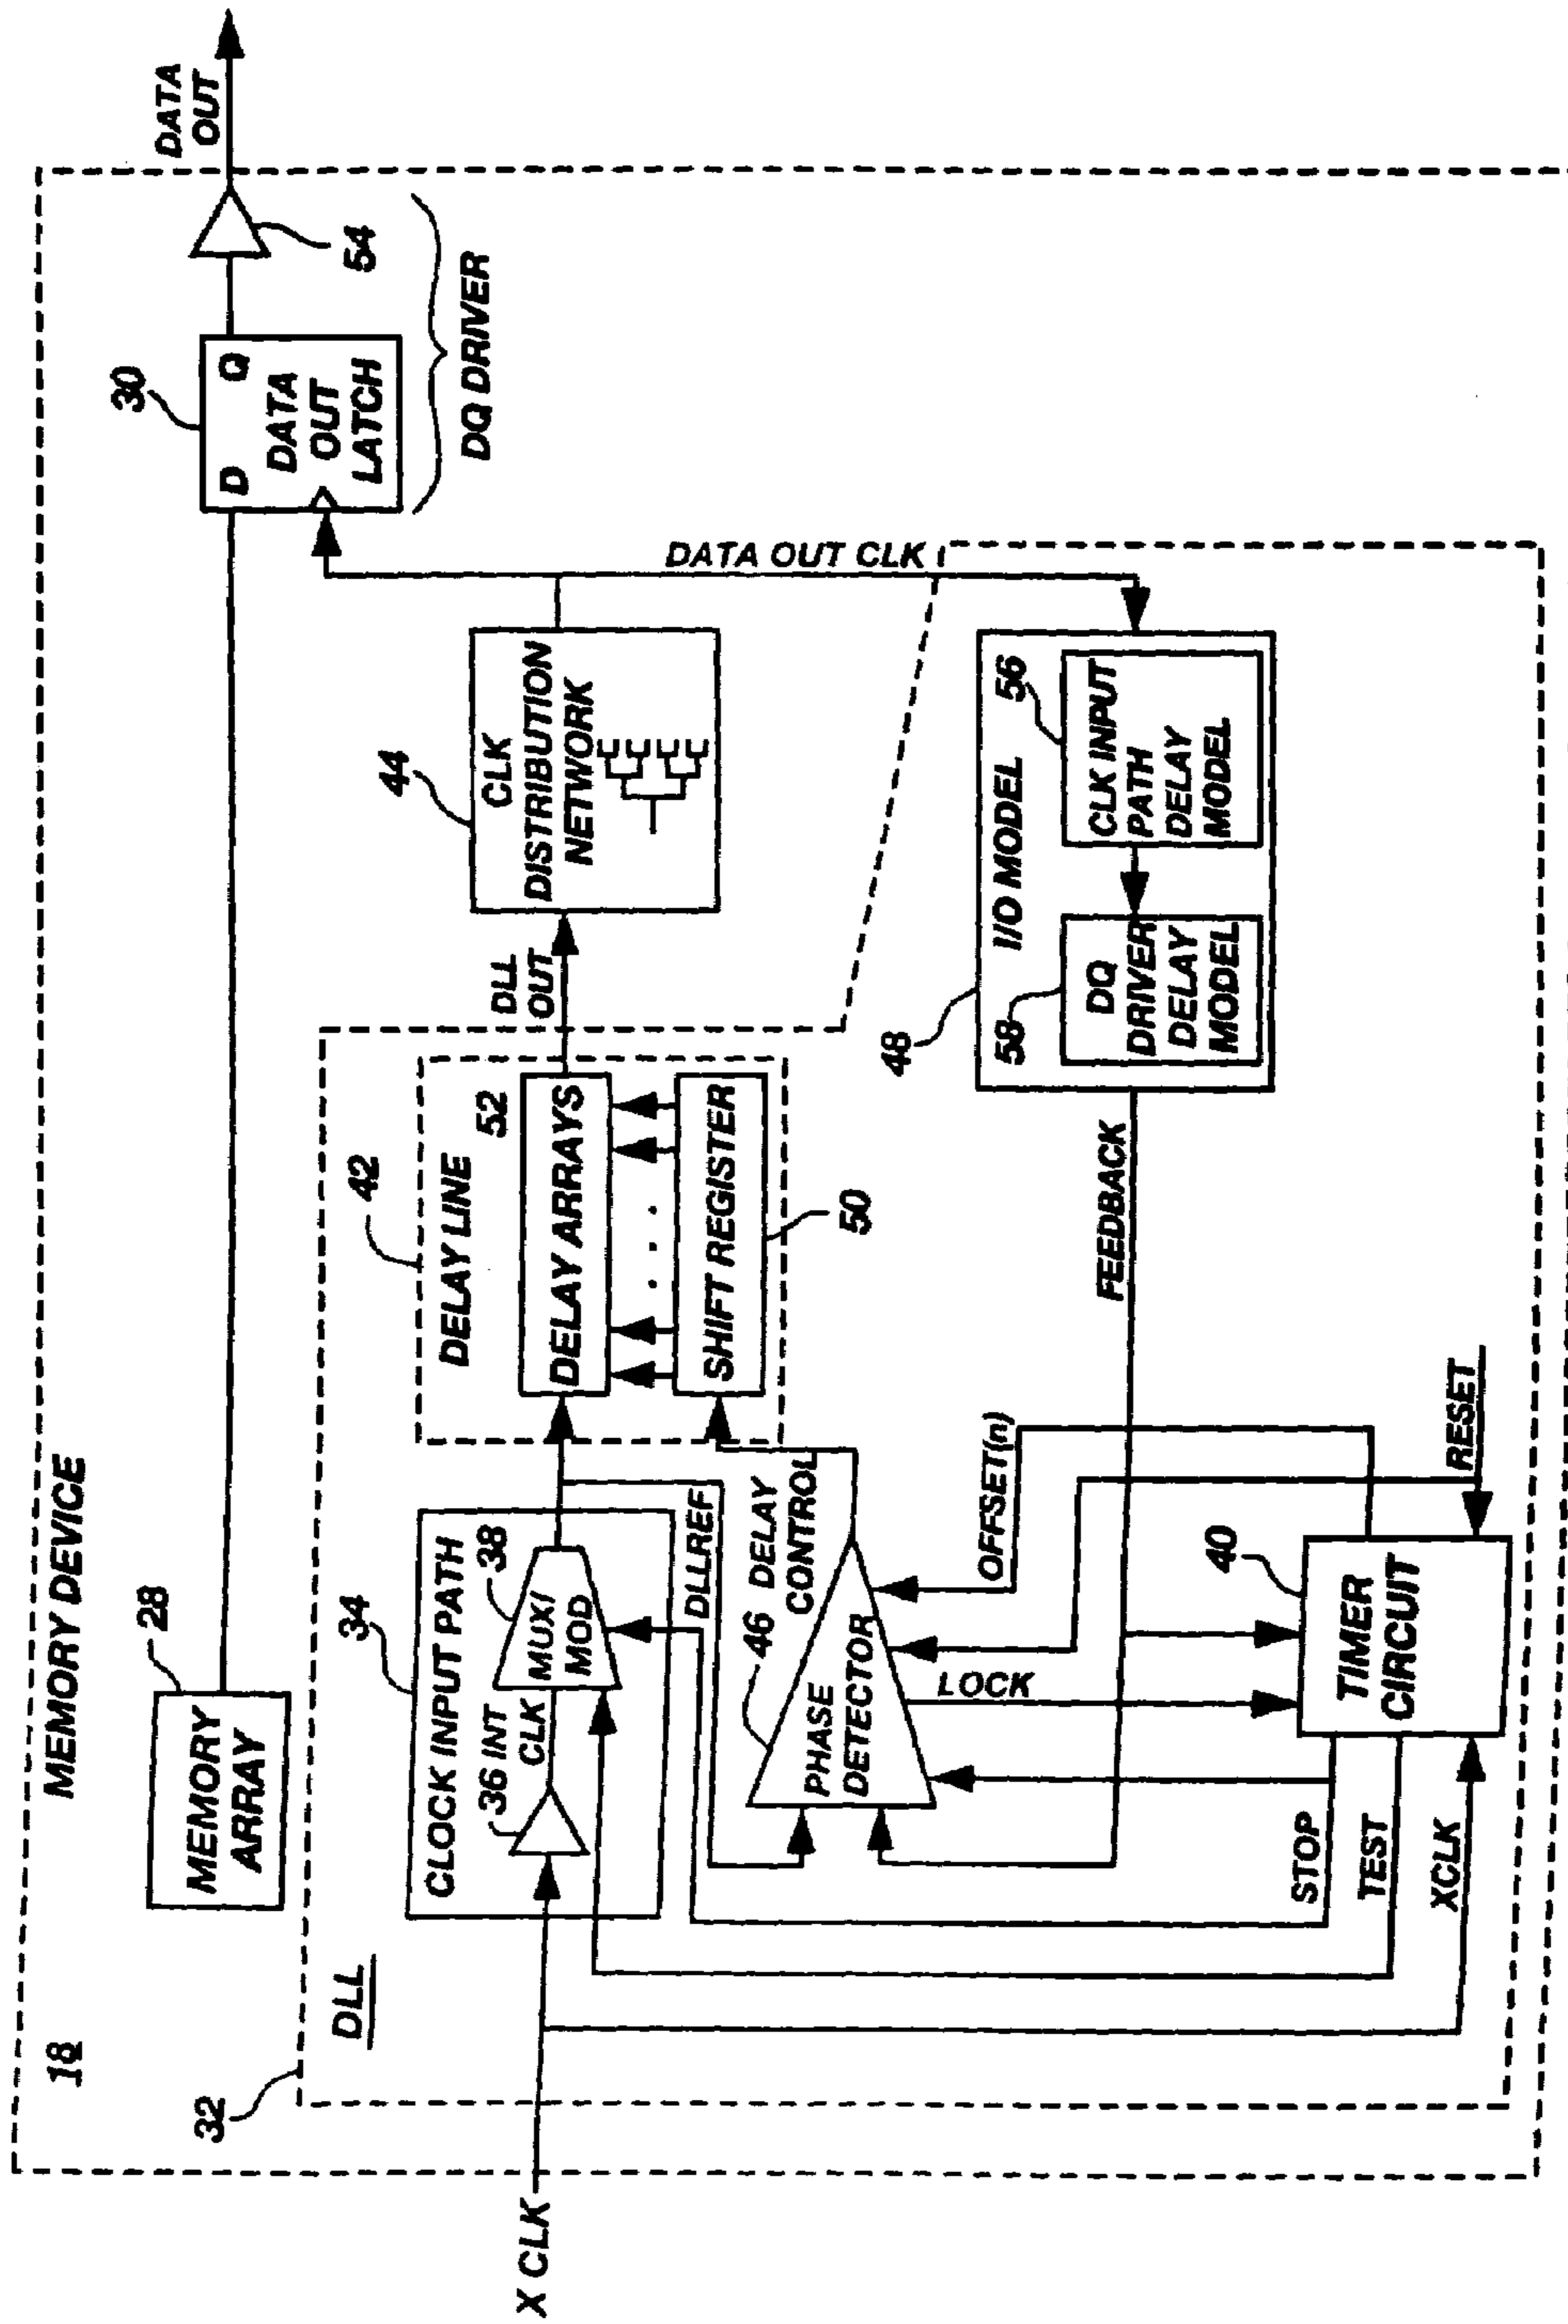 MEMORY DEVICE
18
28
MEMORY
ARRAY
30
D Q
DATA
OUT
LATCH
54
DATA
OUT
DQ DRIVER
32
DLL
X CLK
34
CLOCK INPUT PATH
36 INT
CLK
38
MUX/
MOD
DLLREF
42
DELAY LINE
52
DELAY ARRAYS
. . . .
SHIFT REGISTER
50
DLL
OUT
44
CLK
DISTRIBUTION
NETWORK
DATA OUT CLK
46 DELAY
CONTROL
PHASE
DETECTOR
LOCK
OFFSET(n)
FEEDBACK
48
I/O MODEL
56
CLK INPUT
PATH
DELAY
MODEL
58
DQ
DRIVER
DELAY
MODEL
STOP
TEST
XCLK
40
TIMER
CIRCUIT
RESET